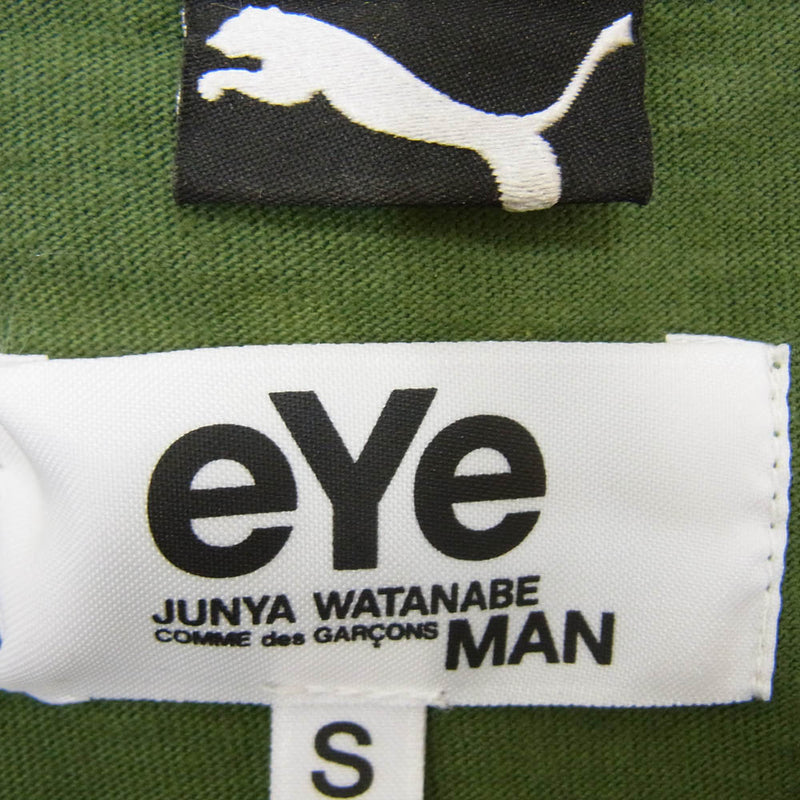 eYe
JUNYA WATANABE
COMME des GARÇONS MAN
S